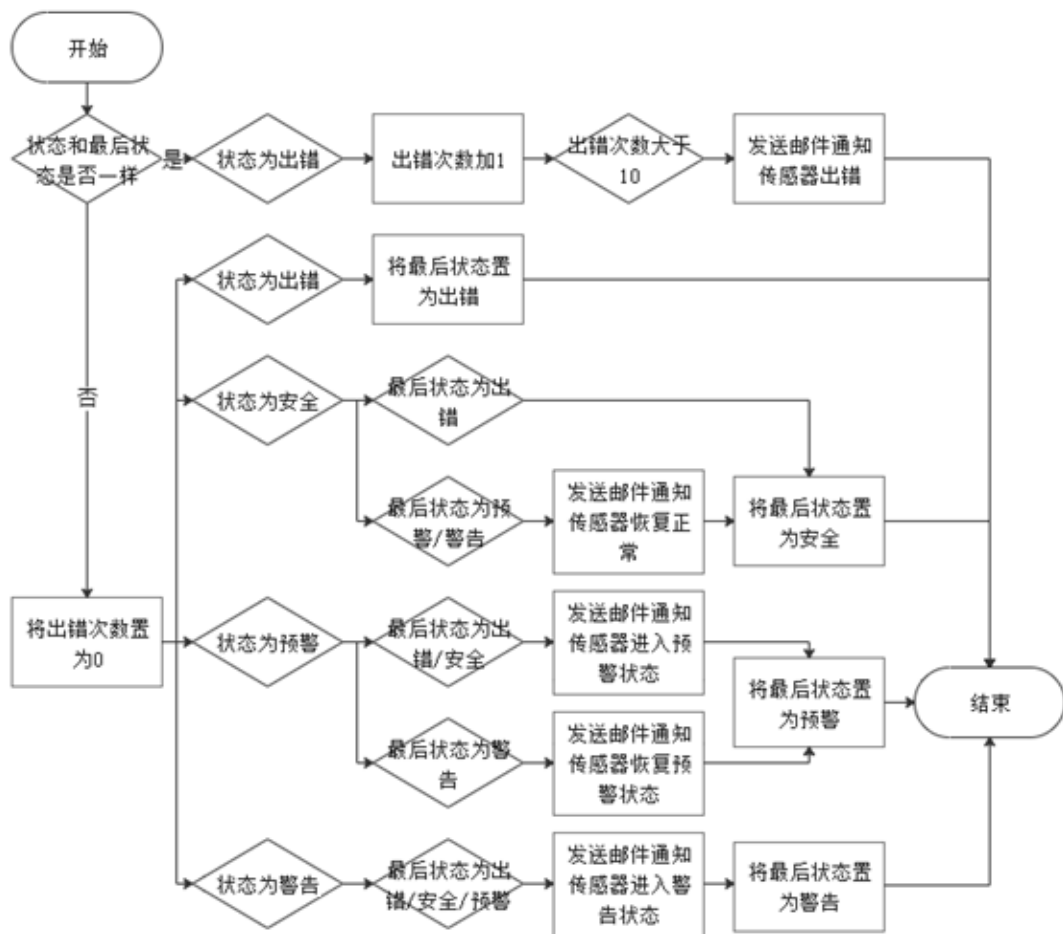 开始
状态和最后状
态是否一样
是
状态为出错
出错次数加1
出错次数大于
10
发送邮件通知
传感器出错
状态为出错
将最后状态置
为出错
否
状态为安全
最后状态为出
错
最后状态为预
警/警告
发送邮件通知
传感器恢复正
常
将最后状态置
为安全
将出错次数置
为0
状态为预警
最后状态为出
错/安全
发送邮件通知
传感器进入预
警状态
将最后状态置
为预警
结束
最后状态为警
告
发送邮件通知
传感器恢复预
警状态
状态为警告
最后状态为出
错/安全/预警
发送邮件通知
传感器进入警
告状态
将最后状态置
为警告